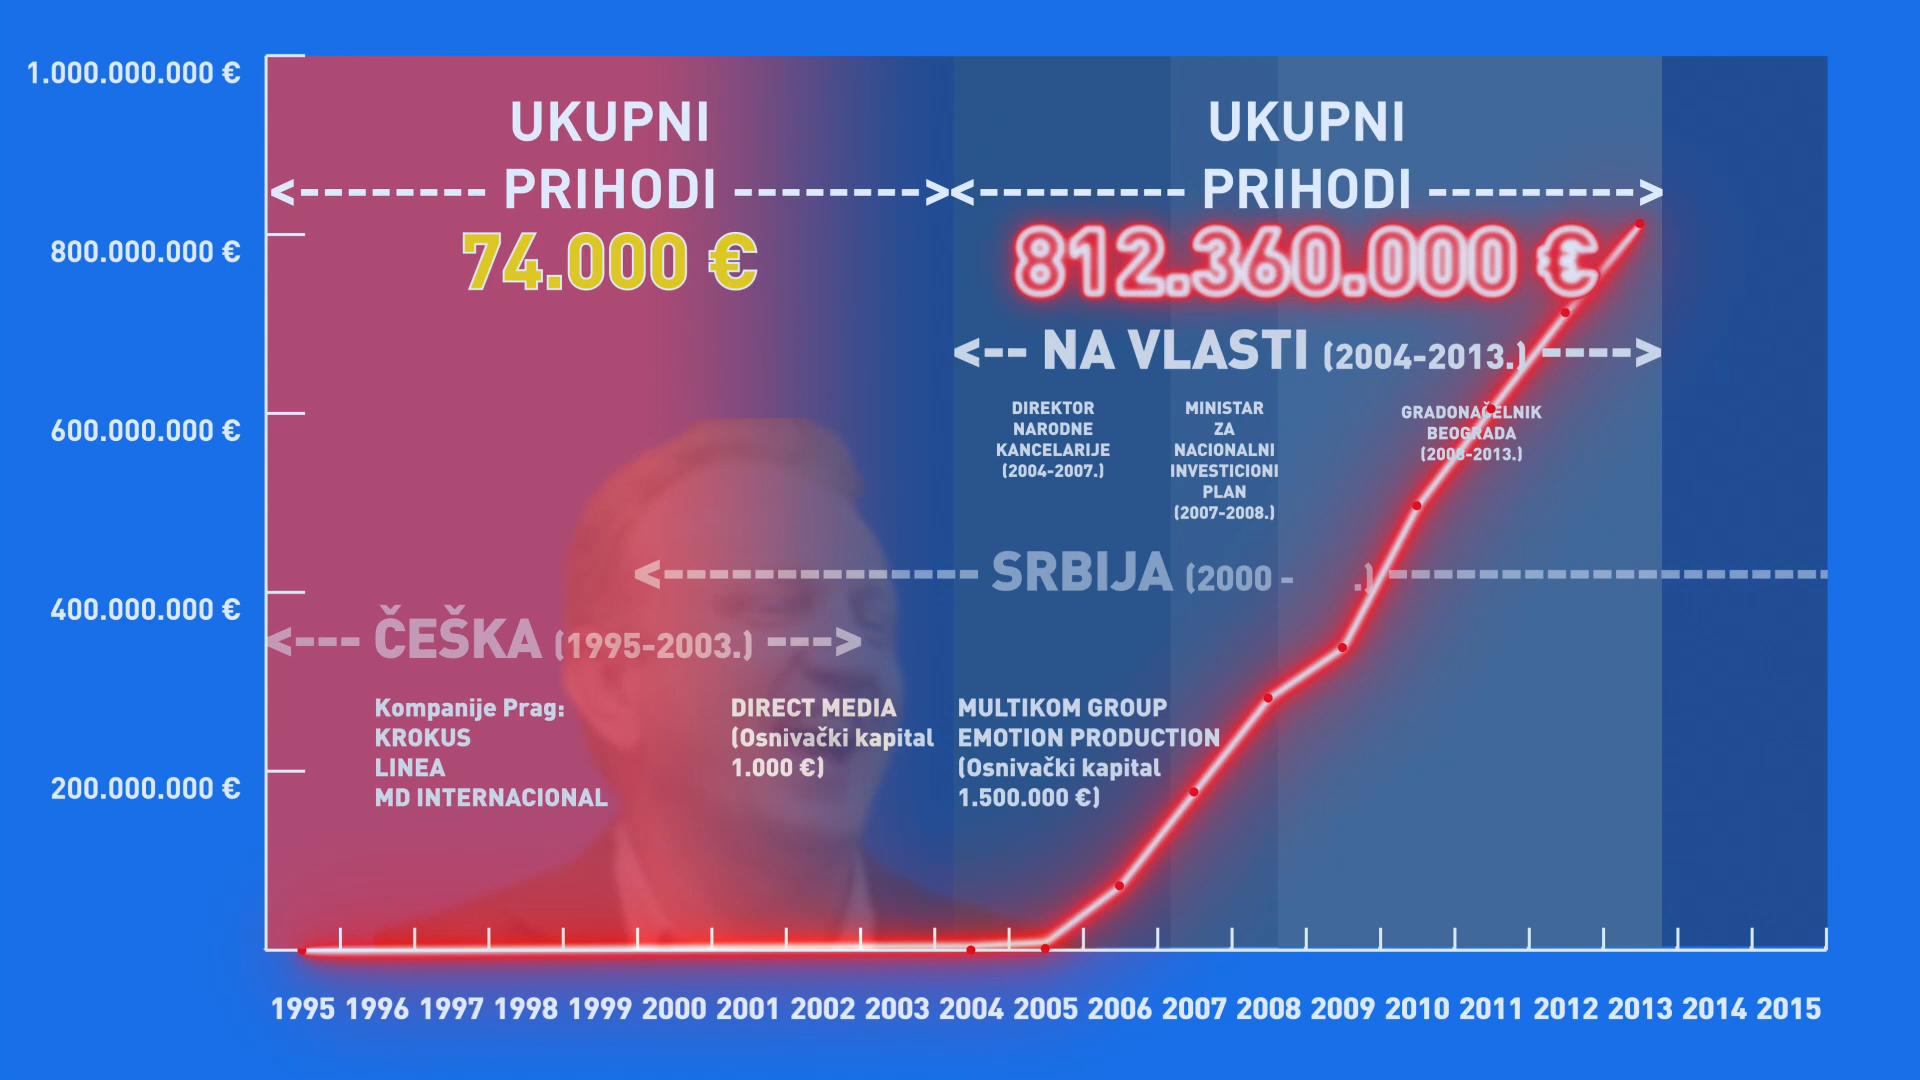 1.000.000.000 €
800.000.000 €
600.000.000 €
400.000.000 €
200.000.000 €
UKUPNI
<-------- PRIHODI -------->
74.000 €
UKUPNI
<--------- PRIHODI --------->
812.360.000 €
<-- NA VLASTI (2004-2013.) ---->
DIREKTOR
NARODNE
KANCELARIJE
(2004-2007.)
MINISTAR
ZA
NACIONALNI
INVESTICIONI
PLAN
(2007-2008.)
GRADONAČELNIK
BEOGRADA
(2008-2013.)
<-------------- SRBIJA (2000 - .) --------------------
<--- ČEŠKA (1995-2003.) --->
Kompanije Prag:
KROKUS
LINEA
MD INTERNACIONAL
DIRECT MEDIA
(Osnivački kapital
1.000 €)
MULTIKOM GROUP
EMOTION PRODUCTION
(Osnivački kapital
1.500.000 €)
1995 1996 1997 1998 1999 2000 2001 2002 2003 2004 2005 2006 2007 2008 2009 2010 2011 2012 2013 2014 2015